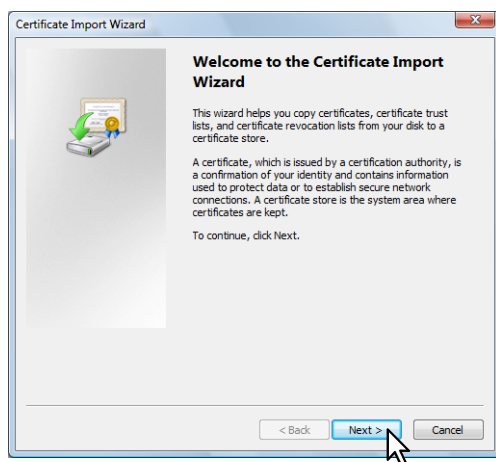 Certificate Import Wizard
Welcome to the Certificate Import
Wizard
This wizard helps you copy certificates, certificate trust
lists, and certificate revocation lists from your disk to a
certificate store.
A certificate, which is issued by a certification authority, is
a confirmation of your identity and contains information
used to protect data or to establish secure network
connections. A certificate store is the system area where
certificates are kept.
To continue, click Next.
< Back Next > Cancel